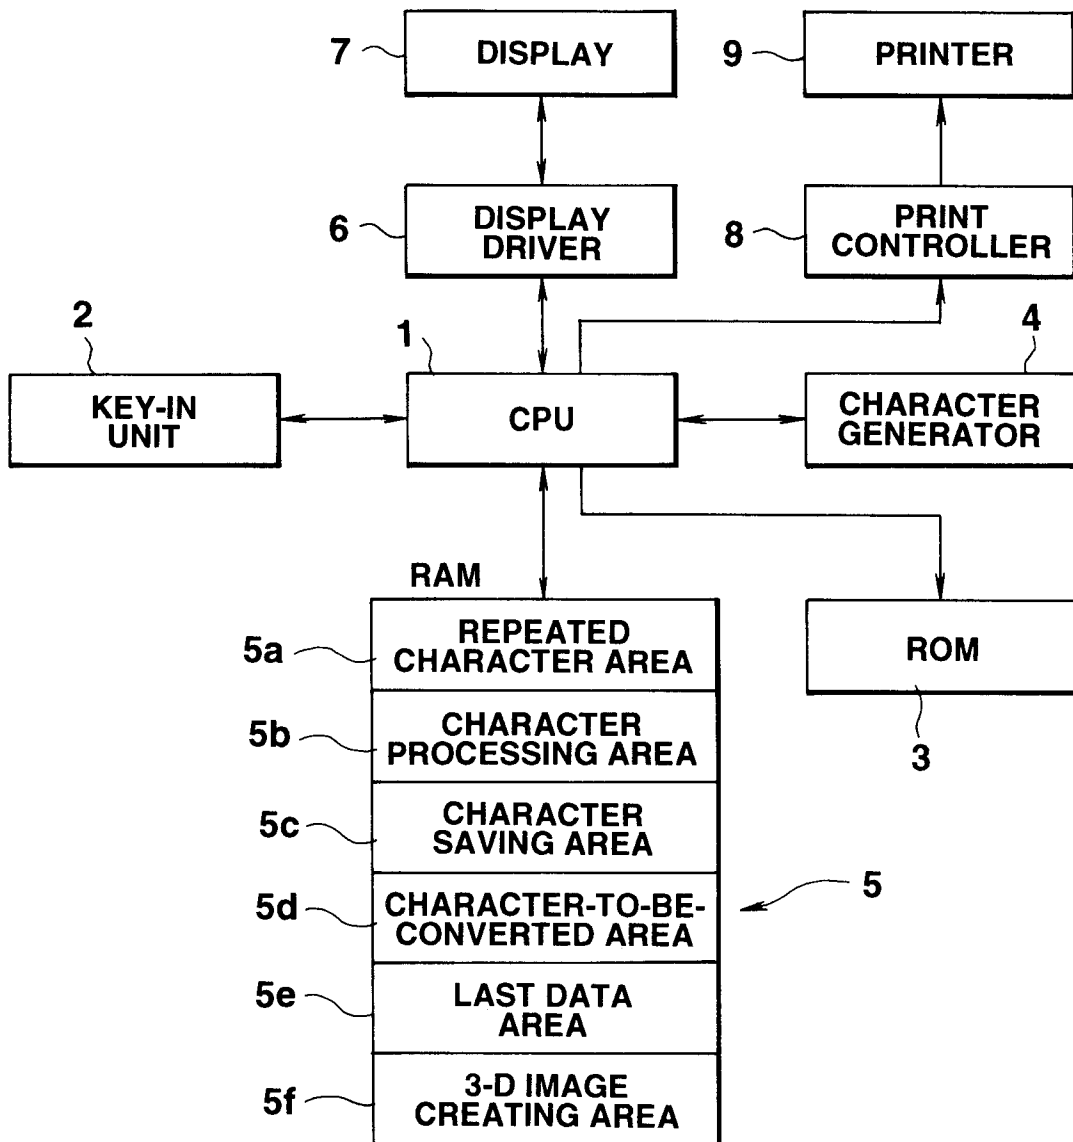 7
DISPLAY
9
PRINTER
6
DISPLAY
DRIVER
8
PRINT
CONTROLLER
2
KEY-IN
UNIT
1
CPU
4
CHARACTER
GENERATOR
RAM
5a
REPEATED
CHARACTER AREA
ROM
3
5b
CHARACTER
PROCESSING AREA
5c
CHARACTER
SAVING AREA
5d
CHARACTER-TO-BE-
CONVERTED AREA
5
5e
LAST DATA
AREA
5f
3-D IMAGE
CREATING AREA